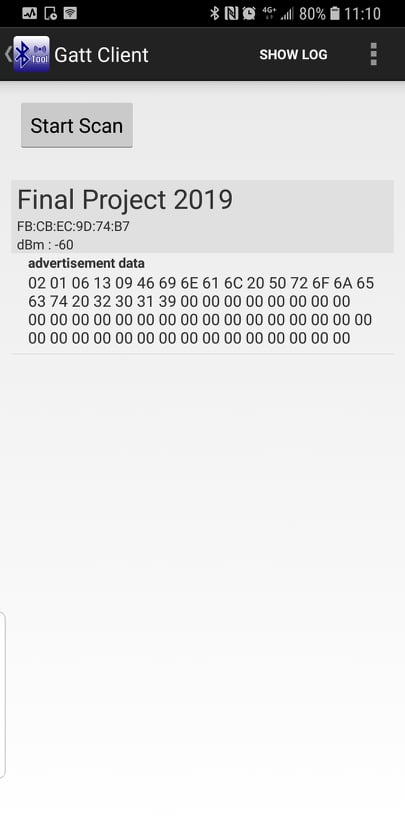 4G+ 80% 11:10
Tool Gatt Client SHOW LOG
Start Scan
Final Project 2019
FB:CB:EC:9D:74:B7
dBm : -60
advertisement data
02 01 06 13 09 46 69 6E 61 6C 20 50 72 6F 6A 65
63 74 20 32 30 31 39 00 00 00 00 00 00 00 00 00
00 00 00 00 00 00 00 00 00 00 00 00 00 00 00 00
00 00 00 00 00 00 00 00 00 00 00 00 00 00